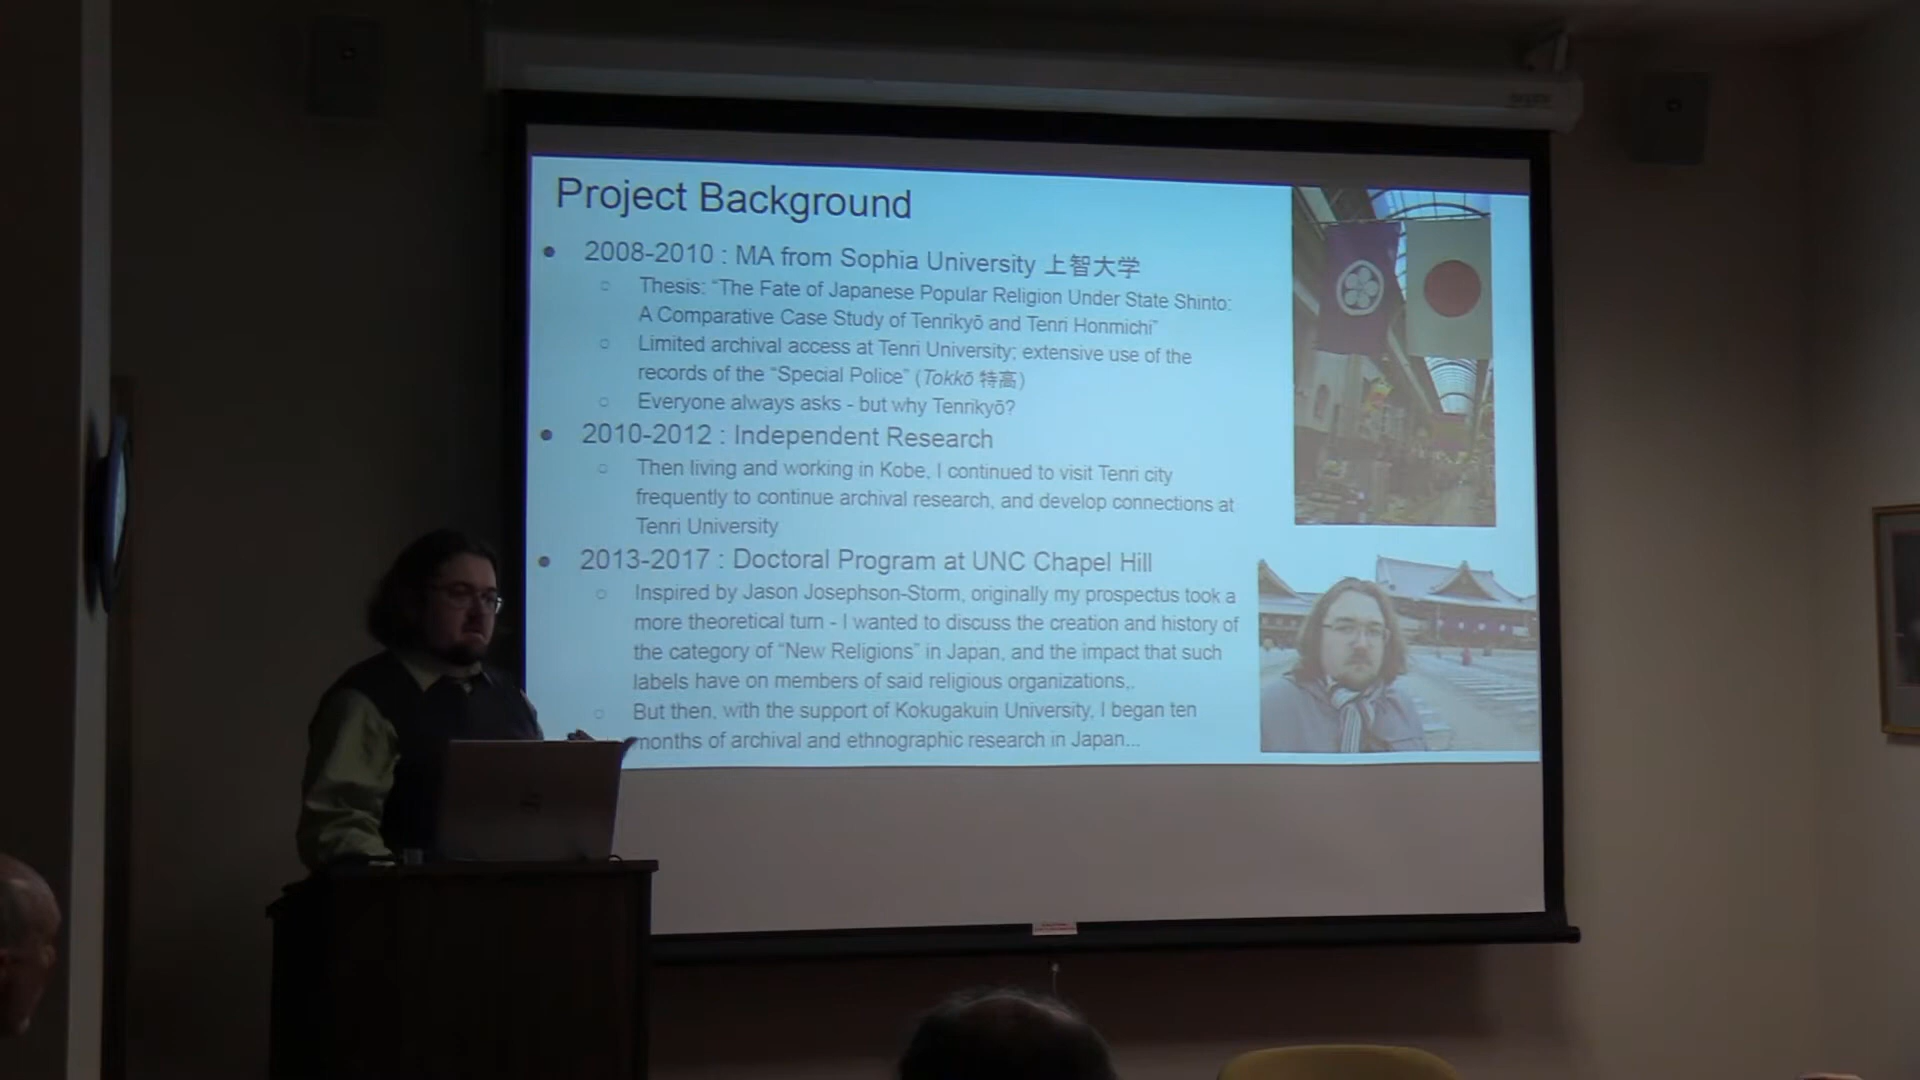 Project Background
● 2008-2010 : MA from Sophia University 上智大学
○ Thesis: "The Fate of Japanese Popular Religion Under State Shinto:
A Comparative Case Study of Tenrikyō and Tenri Honmichi"
○ Limited archival access at Tenri University; extensive use of the
records of the "Special Police" (Tokkō 特高)
○ Everyone always asks - but why Tenrikyō?
● 2010-2012 : Independent Research
○ Then living and working in Kobe, I continued to visit Tenri city
frequently to continue archival research, and develop connections at
Tenri University
● 2013-2017 : Doctoral Program at UNC Chapel Hill
○ Inspired by Jason Josephson-Storm, originally my prospectus took a
more theoretical turn - I wanted to discuss the creation and history of
the category of "New Religions" in Japan, and the impact that such
labels have on members of said religious organizations,.
○ But then, with the support of Kokugakuin University, I began ten
months of archival and ethnographic research in Japan...